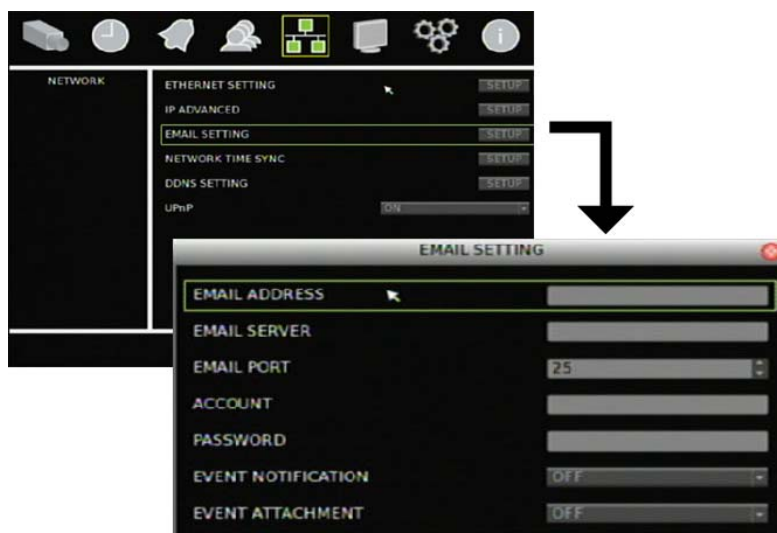 NETWORK
ETHERNET SETTING SETUP
IP ADVANCED SETUP
EMAIL SETTING SETUP
NETWORK TIME SYNC SETUP
DDNS SETTING SETUP
UPnP ON
EMAIL SETTING
EMAIL ADDRESS
EMAIL SERVER
EMAIL PORT 25
ACCOUNT
PASSWORD
EVENT NOTIFICATION OFF
EVENT ATTACHMENT OFF